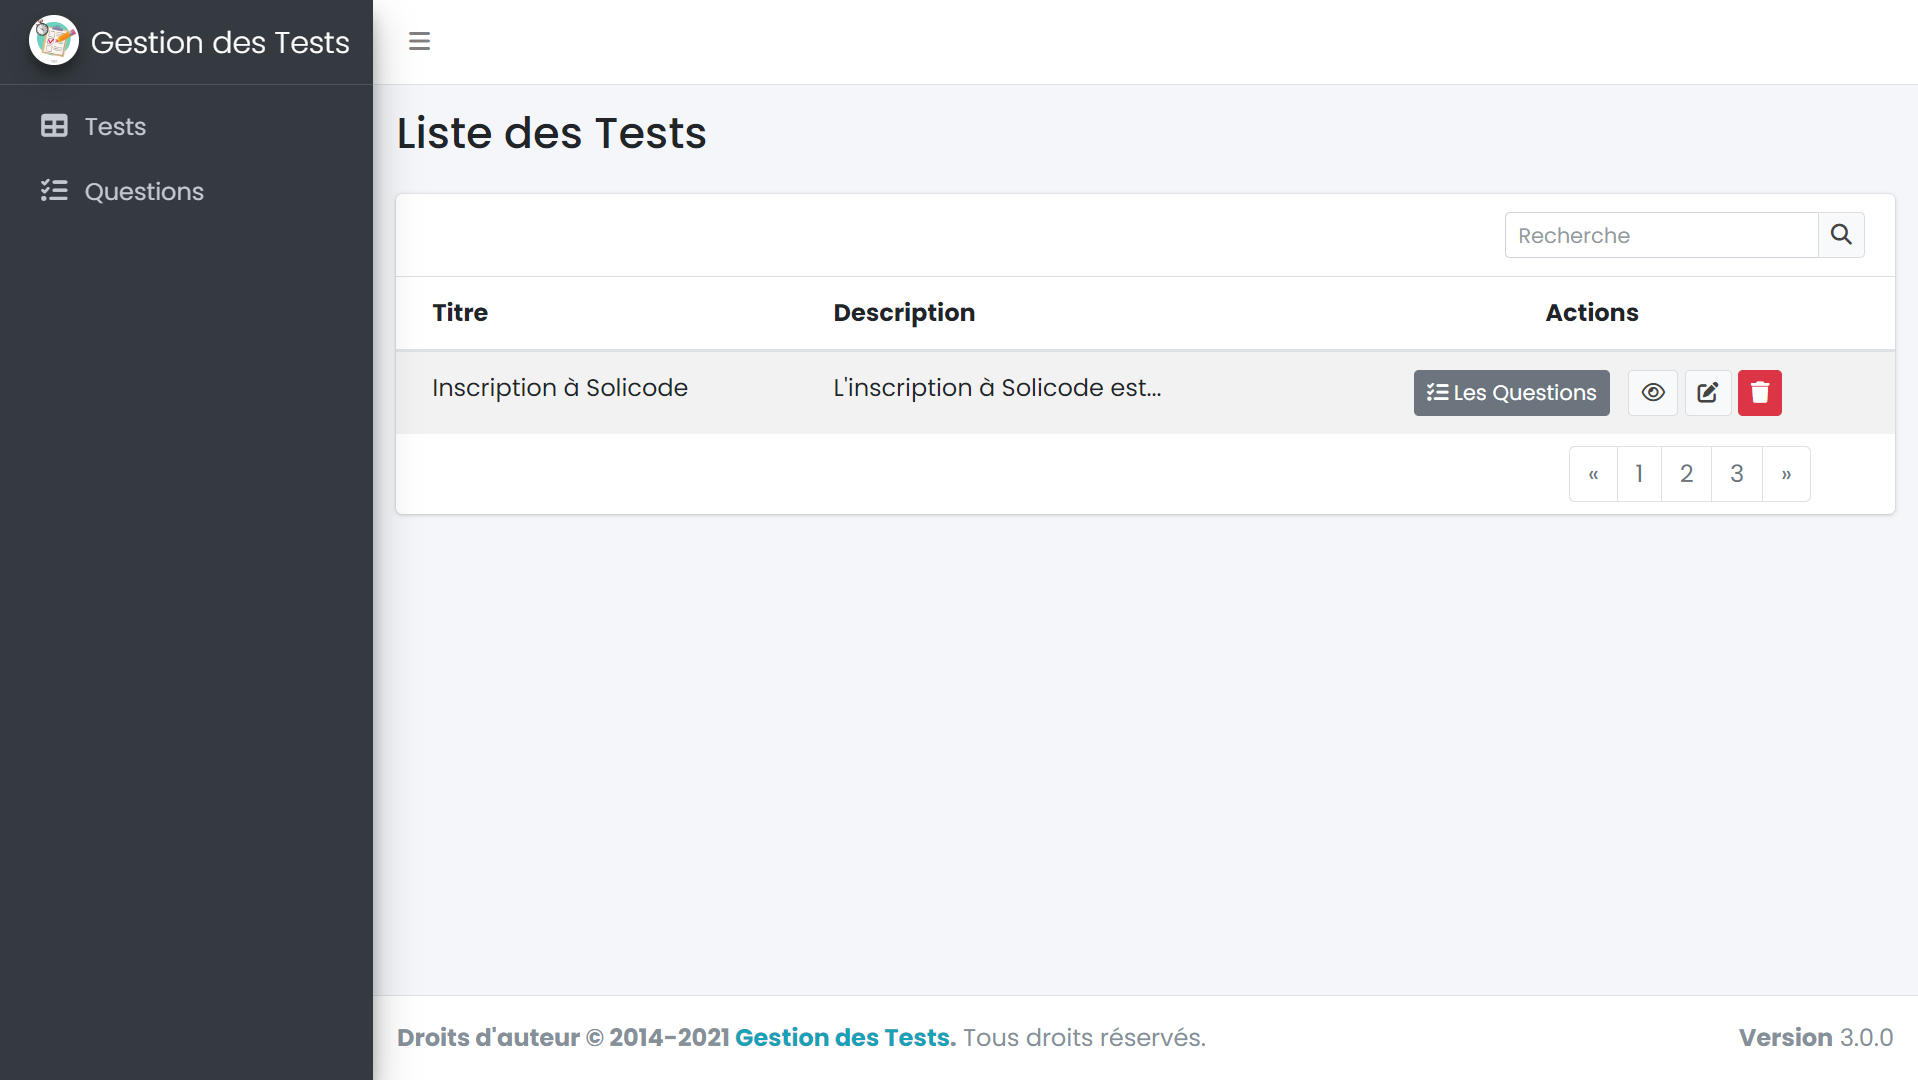 Gestion des Tests
Tests
Questions
Liste des Tests
Recherche
Titre Description Actions
Inscription à Solicode L'inscription à Solicode est... Les Questions
« 1 2 3 »
Droits d'auteur © 2014-2021 Gestion des Tests. Tous droits réservés. Version 3.0.0